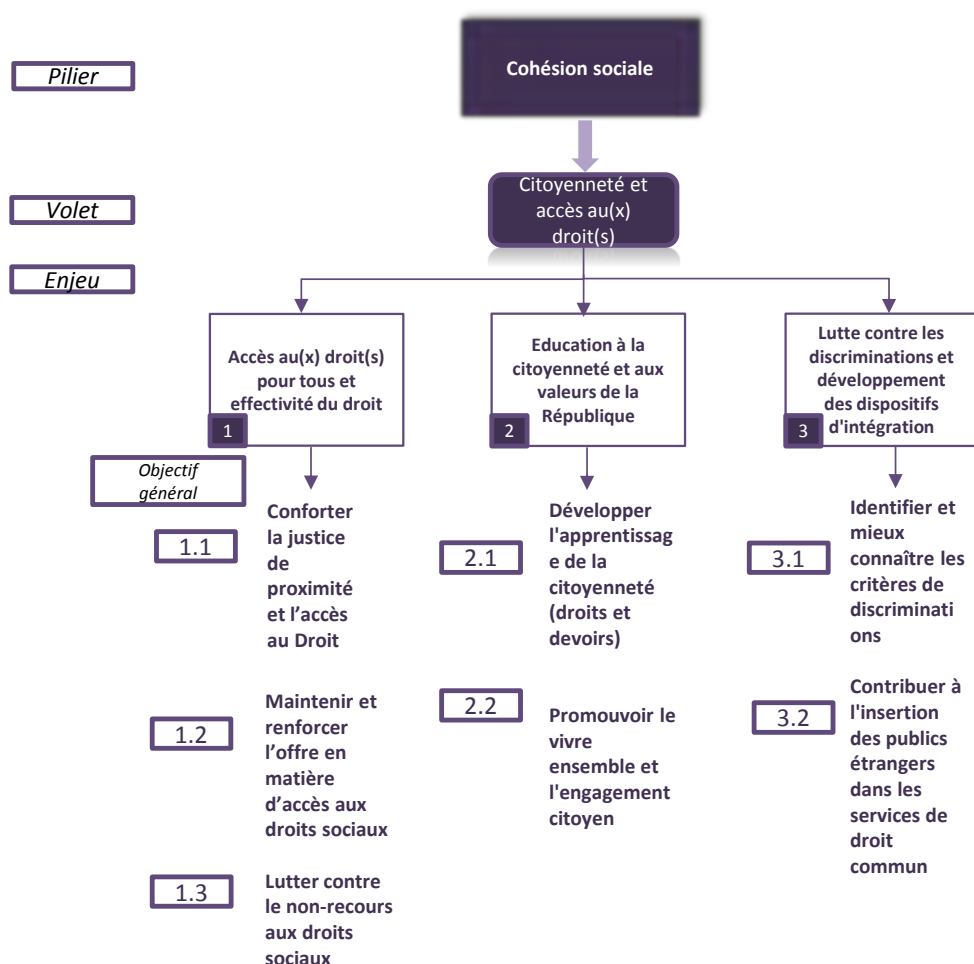 Cohésion sociale
Pilier
Citoyenneté et
accès au(x)
droit(s)
Volet
Enjeu
Accès au(x) droit(s)
pour tous et
effectivité du droit
1
Education à la
citoyenneté et aux
valeurs de la
République
2
Lutte contre les
discriminations et
développement
des dispositifs
d'intégration
3
Objectif
général
1.1
Conforter
la justice
de
proximité
et l’accès
au Droit
2.1
Développer
l'apprentissag
e de la
citoyenneté
(droits et
devoirs)
3.1
Identifier et
mieux
connaître les
critères de
discriminati
ons
1.2
Maintenir et
renforcer
l’offre en
matière
d’accès aux
droits sociaux
2.2
Promouvoir le
vivre
ensemble et
l'engagement
citoyen
3.2
Contribuer à
l'insertion
des publics
étrangers
dans les
services de
droit
commun
1.3
Lutter contre
le non-recours
aux droits
sociaux